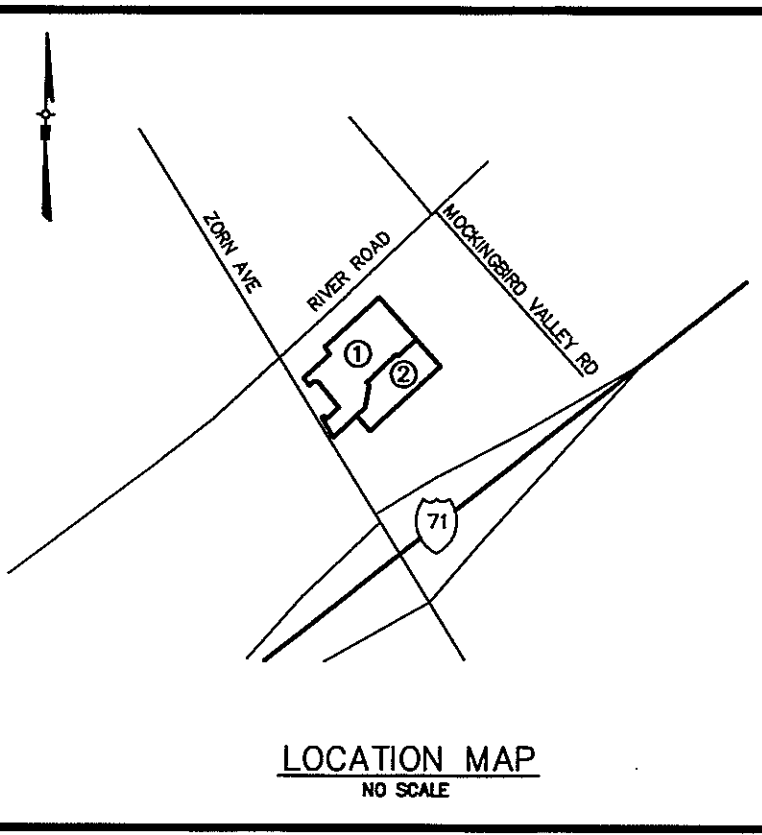 ZORN AVE
RIVER ROAD
MOCKINGBIRD VALLEY RD
①
②
71
LOCATION MAP
NO SCALE